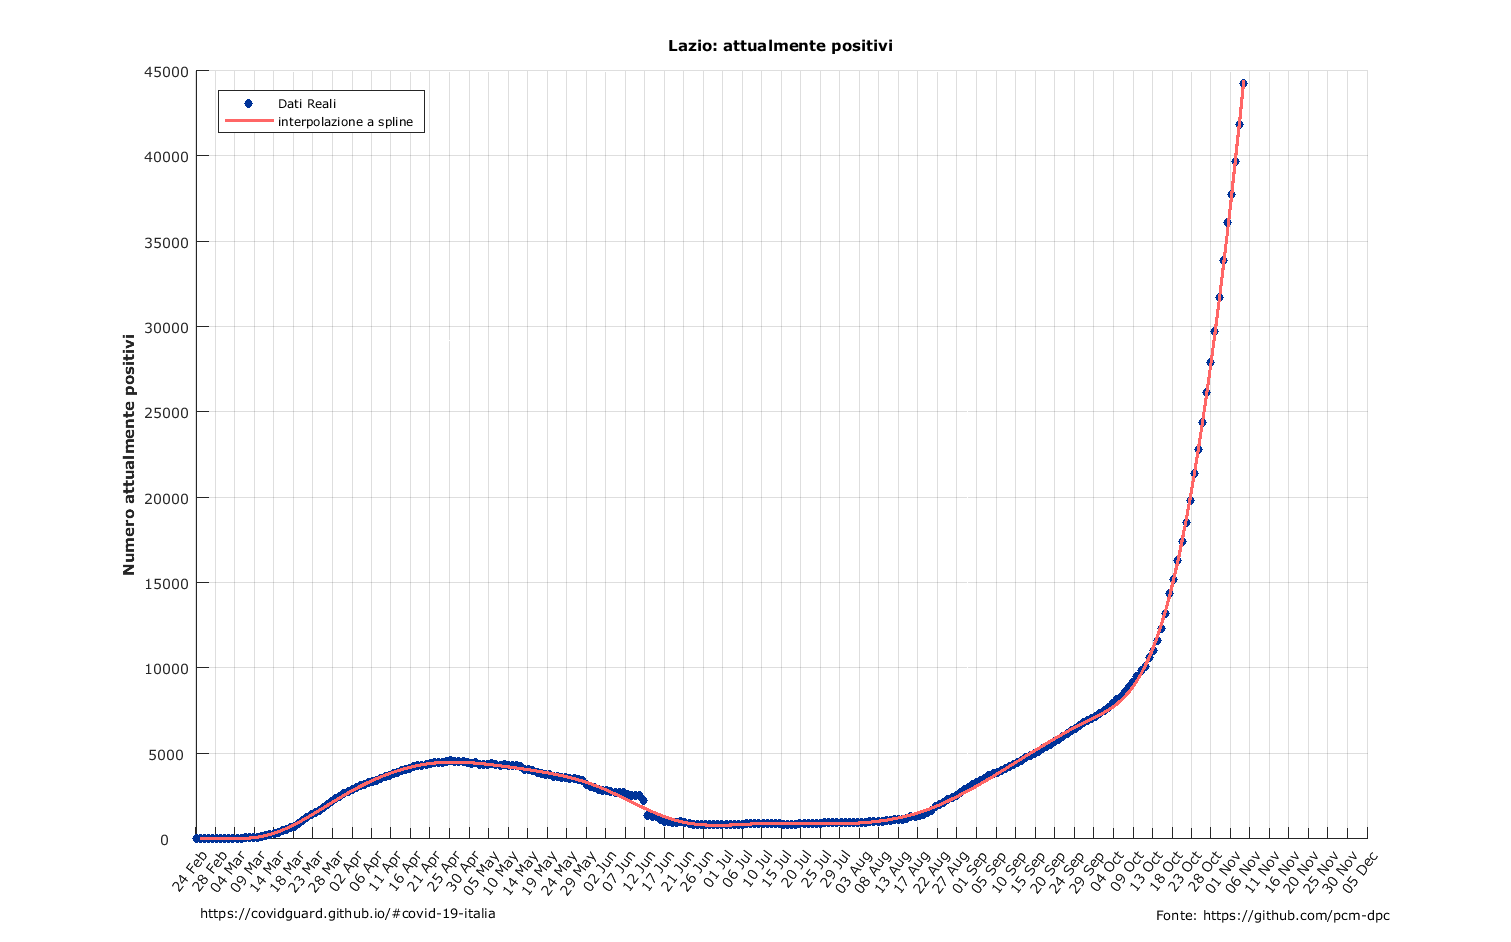 Lazio: attualmente positivi
Dati Reali
interpolazione a spline
Numero attualmente positivi
45000
40000
35000
30000
25000
20000
15000
10000
5000
0
24 Feb
28 Feb
04 Mar
09 Mar
14 Mar
18 Mar
23 Mar
28 Mar
02 Apr
06 Apr
11 Apr
16 Apr
21 Apr
25 Apr
30 Apr
05 May
10 May
14 May
19 May
24 May
29 May
02 Jun
07 Jun
12 Jun
17 Jun
21 Jun
26 Jun
01 Jul
06 Jul
10 Jul
15 Jul
20 Jul
25 Jul
29 Jul
03 Aug
08 Aug
13 Aug
17 Aug
22 Aug
27 Aug
01 Sep
05 Sep
10 Sep
15 Sep
20 Sep
24 Sep
29 Sep
04 Oct
09 Oct
13 Oct
18 Oct
23 Oct
28 Oct
01 Nov
06 Nov
11 Nov
16 Nov
20 Nov
25 Nov
30 Nov
05 Dec
https://covidguard.github.io/#covid-19-italia
Fonte: https://github.com/pcm-dpc